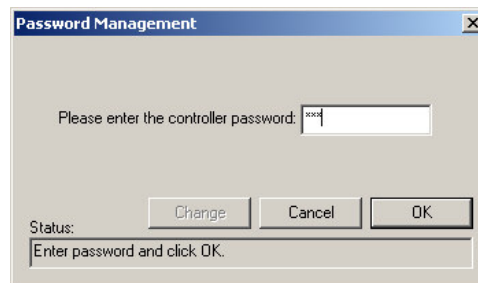 Password Management
Please enter the controller password: ***
Change Cancel OK
Status:
Enter password and click OK.